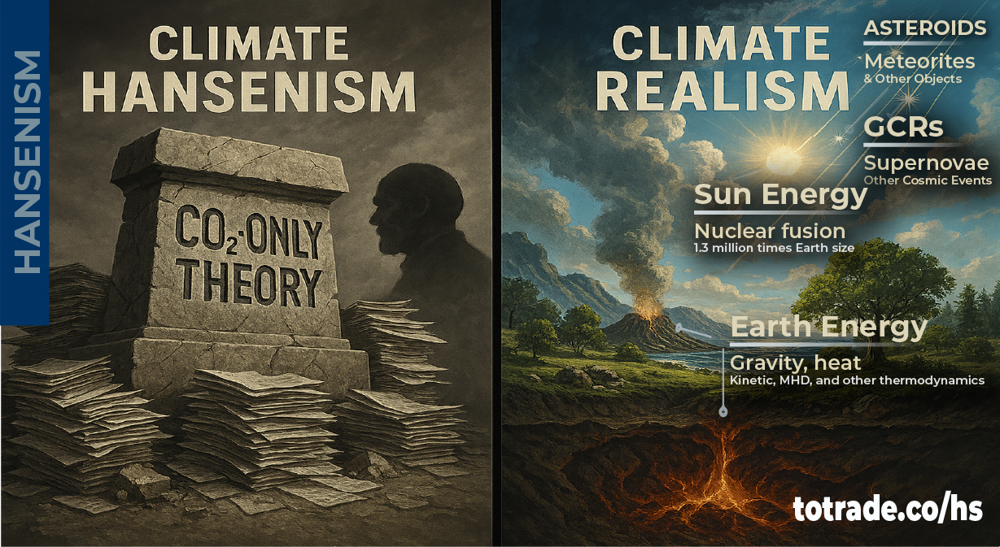 HANSENISM
CLIMATE
HANSENISM
CO₂-ONLY
THEORY
CLIMATE
REALISM
ASTEROIDS
Meteorites
& Other Objects
GCRs
Supernovae
Other Cosmic Events
Sun Energy
Nuclear fusion
1.3 million times Earth size
Earth Energy
Gravity, heat
Kinetic, MHD, and other thermodynamics
totrade.co/hs